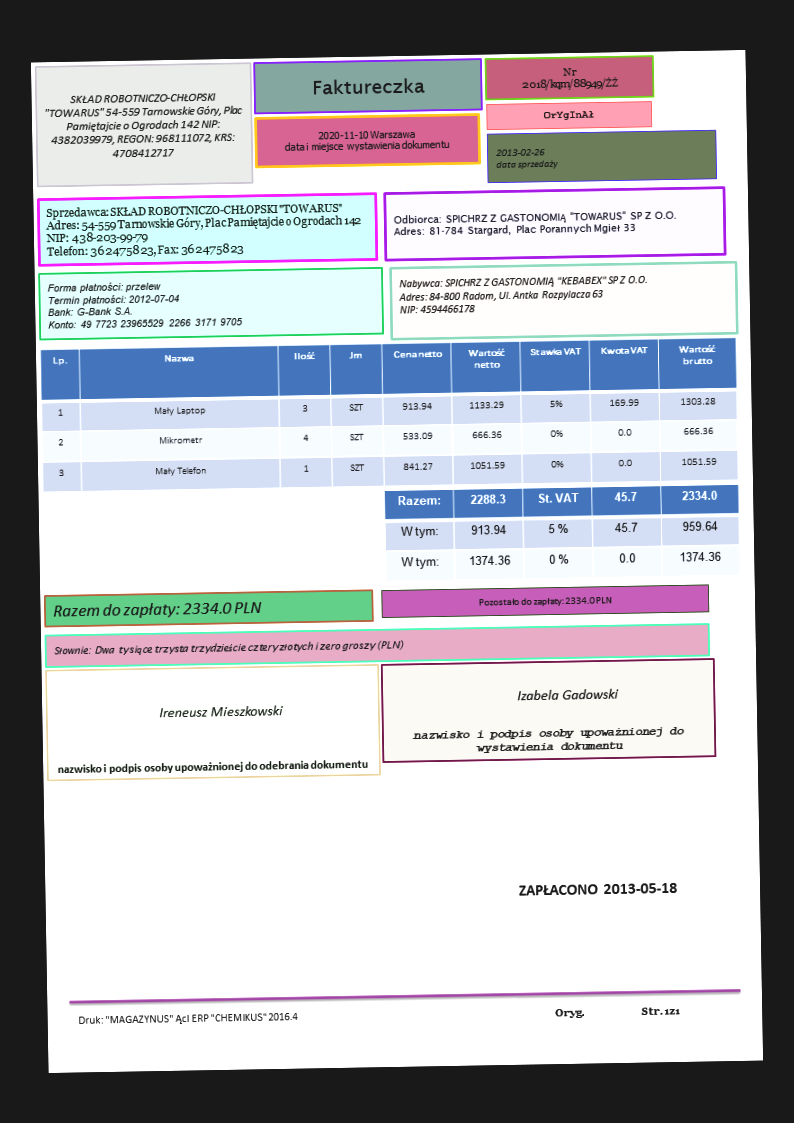 SKŁAD ROBOTNICZO-CHŁOPSKI
"TOWARUS" 54-559 Tarnowskie Góry, Plac
Pamiętajcie o Ogrodach 142 NIP:
4382039979, REGON: 968111072, KRS:
4708412717
Faktureczka
2020-11-10 Warszawa
data i miejsce wystawienia dokumentu
Nr
2018/kqm/88949/ŻŻ
OrYgInAł
2013-02-26
data sprzedaży
Sprzedawca: SKŁAD ROBOTNICZO-CHŁOPSKI "TOWARUS"
Adres: 54-559 Tarnowskie Góry, Plac Pamiętajcie o Ogrodach 142
NIP: 438-203-99-79
Telefon: 362475823, Fax: 362475823
Odbiorca: SPICHRZ Z GASTONOMIĄ "TOWARUS" SP Z O.O.
Adres: 81-784 Stargard, Plac Porannych Mgieł 33
Forma płatności: przelew
Termin płatności: 2012-07-04
Bank: G-Bank S.A.
Konto: 49 7723 23965529 2266 3171 9705
Nabywca: SPICHRZ Z GASTONOMIĄ "KEBABEX" SP Z O.O.
Adres: 84-800 Radom, Ul. Antka Rozpylacza 63
NIP: 4594466178
Lp. Nazwa Ilość Jm Cena netto Wartość netto Stawka VAT Kwota VAT Wartość brutto
1 Mały Laptop 3 SZT 913.94 1133.29 5% 169.99 1303.28
2 Mikrometr 4 SZT 533.09 666.36 0% 0.0 666.36
3 Mały Telefon 1 SZT 841.27 1051.59 0% 0.0 1051.59
Razem: 2288.3 St. VAT 45.7 2334.0
W tym: 913.94 5 % 45.7 959.64
W tym: 1374.36 0 % 0.0 1374.36
Razem do zapłaty: 2334.0 PLN
Pozostało do zapłaty: 2334.0 PLN
Słownie: Dwa tysiące trzysta trzydzieście cztery złotych i zero groszy (PLN)
Ireneusz Mieszkowski
nazwisko i podpis osoby upoważnionej do odebrania dokumentu
Izabela Gadowski
nazwisko i podpis osoby upoważnionej do
wystawienia dokumentu
ZAPŁACONO 2013-05-18
Druk: "MAGAZYNUS" ĄcI ERP "CHEMIKUS" 2016.4
Oryg. Str. 1z1